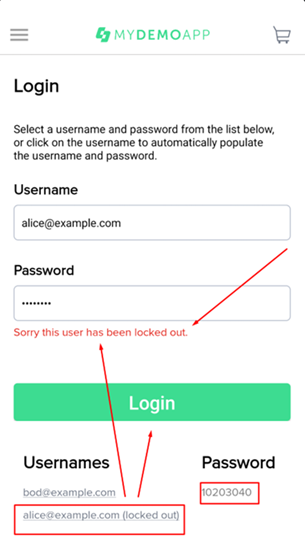 MYDEMOAPP
Login
Select a username and password from the list below,
or click on the username to automatically populate
the username and password.
Username
alice@example.com
Password
••••••••
Sorry this user has been locked out.
Login
Usernames Password
bod@example.com 10203040
alice@example.com (locked out)